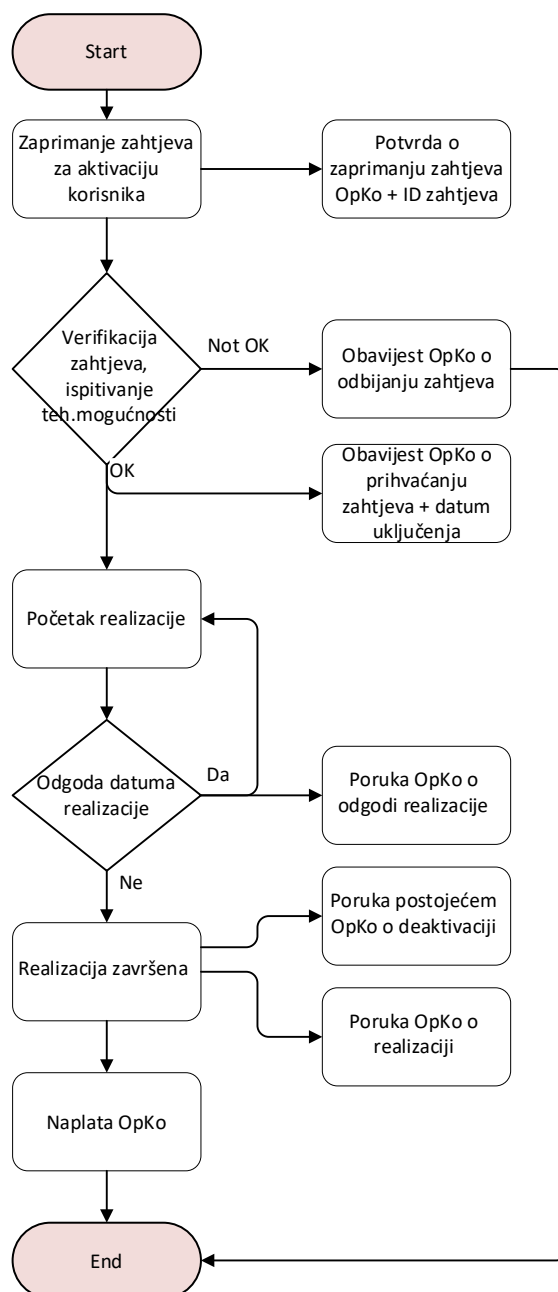 Start
Zaprimanje zahtjeva
za aktivaciju
korisnika
Potvrda o
zaprimanju zahtjeva
OpKo + ID zahtjeva
Verifikacija
zahtjeva,
ispitivanje
teh.mogućnosti
Not OK
Obavijest OpKo o
odbijanju zahtjeva
OK
Obavijest OpKo o
prihvaćanju
zahtjeva + datum
uključenja
Početak realizacije
Odgoda datuma
realizacije
Da
Poruka OpKo o
odgodi realizacije
Ne
Poruka postojećem
OpKo o deaktivaciji
Realizacija završena
Poruka OpKo o
realizaciji
Naplata OpKo
End